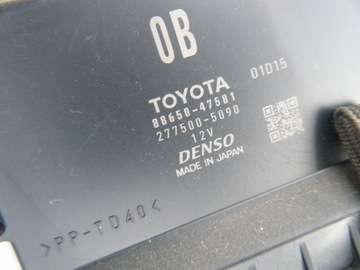 0B
TOYOTA 01D15
88650-47581
277500-5090
12V
DENSO
MADE IN JAPAN
>PP-TD40<